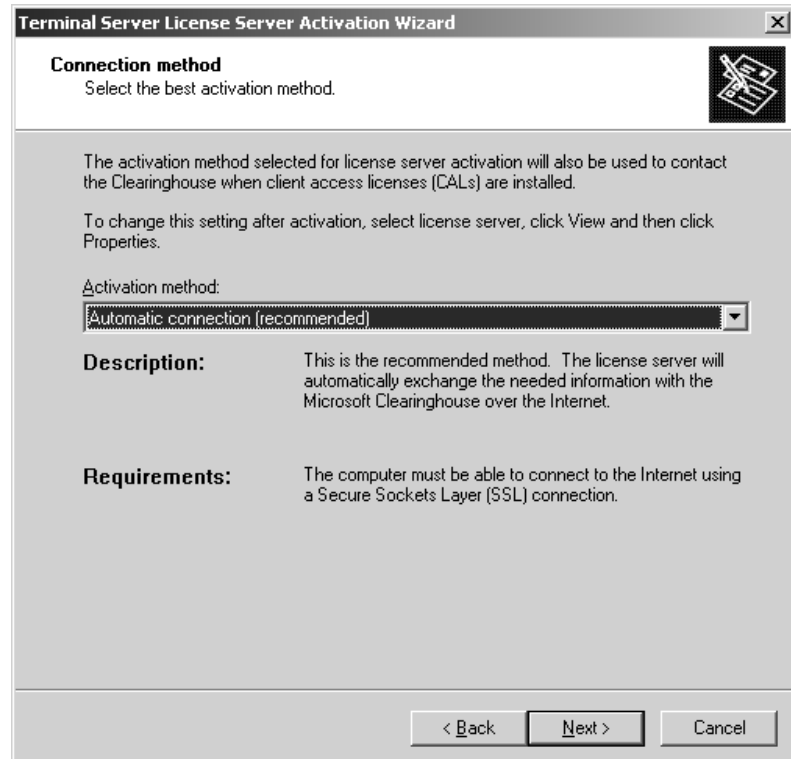 Terminal Server License Server Activation Wizard
Connection method
Select the best activation method.
The activation method selected for license server activation will also be used to contact
the Clearinghouse when client access licenses (CALs) are installed.
To change this setting after activation, select license server, click View and then click
Properties.
Activation method:
Automatic connection (recommended)
Description:
This is the recommended method. The license server will
automatically exchange the needed information with the
Microsoft Clearinghouse over the Internet.
Requirements:
The computer must be able to connect to the Internet using
a Secure Sockets Layer (SSL) connection.
< Back
Next >
Cancel